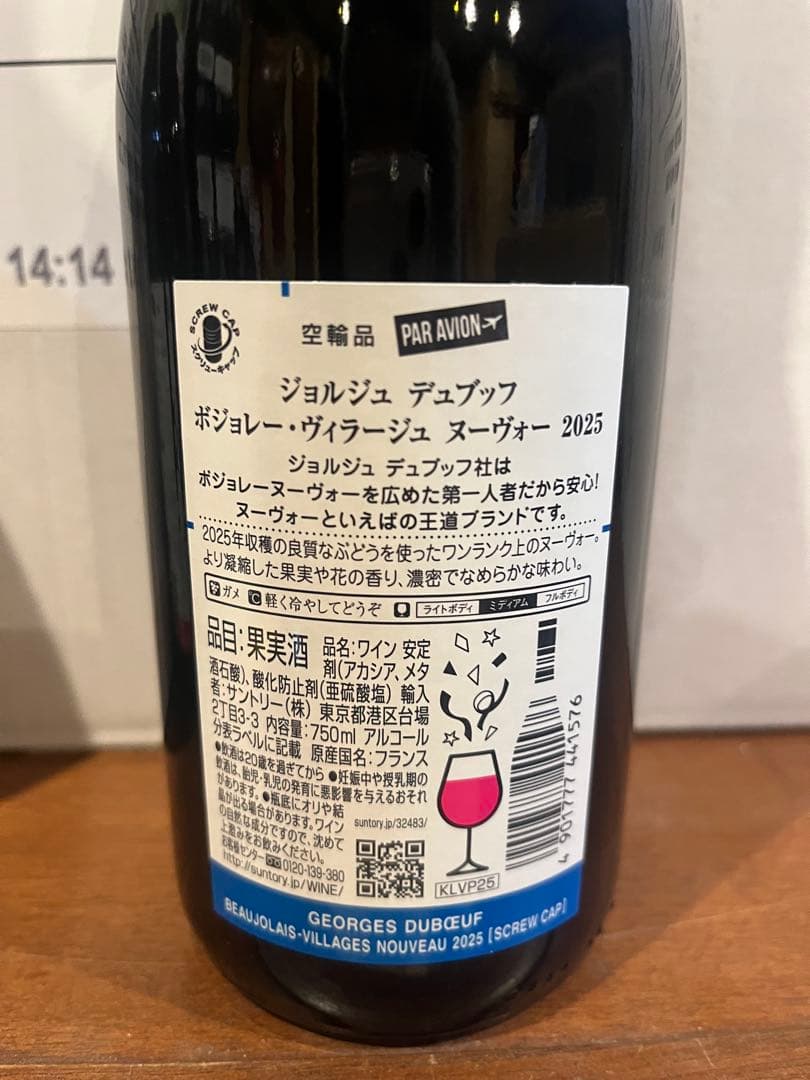 14:14
SCREW CAP
スクリューキャップ
空輸品
PAR AVION
ジョルジュ デュブッフ
ボジョレー・ヴィラージュ ヌーヴォー 2025
ジョルジュ デュブッフ社は
ボジョレーヌーヴォーを広めた第一人者だから安心!
ヌーヴォーといえばの王道ブランドです。
2025年収穫の良質なぶどうを使ったワンランク上のヌーヴォー。
より凝縮した果実や花の香り、濃密でなめらかな味わい。
ガメ ℃ 軽く冷やしてどうぞ ライトボディ ミディアム フルボディ
品目:果実酒 品名:ワイン 安定
剤(アカシア、メタ
酒石酸)、酸化防止剤(亜硫酸塩) 輸入
者:サントリー(株) 東京都港区台場
2丁目3-3 内容量:750ml アルコール
分表ラベルに記載 原産国名:フランス
●飲酒は20歳を過ぎてから ●妊娠中や授乳期の
飲酒は、胎児・乳児の発育に悪影響を与えるおそれ
があります。●瓶底にオリや結
晶が出る場合があります。ワイン
の自然な成分ですので、沈めて
上澄みをお飲みください。
お客様センター 0120-139-380
http://suntory.jp/WINE/
suntory.jp/32483/
KLVP25
4 901777 441576
GEORGES DUBŒUF
BEAUJOLAIS-VILLAGES NOUVEAU 2025 [SCREW CAP]